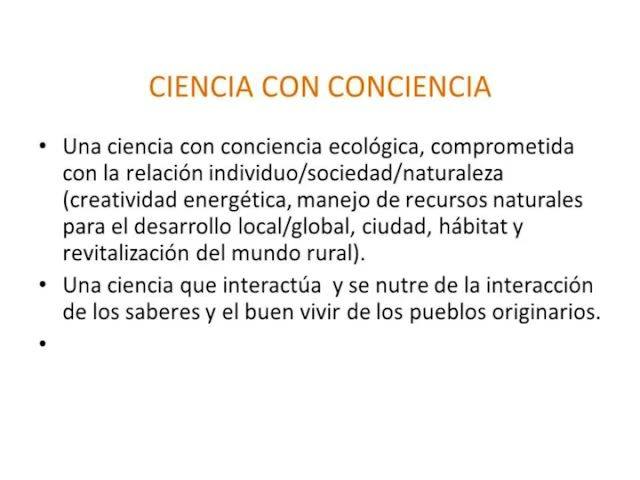 CIENCIA CON CONCIENCIA
• Una ciencia con conciencia ecológica, comprometida
con la relación individuo/sociedad/naturaleza
(creatividad energética, manejo de recursos naturales
para el desarrollo local/global, ciudad, hábitat y
revitalización del mundo rural).
• Una ciencia que interactúa  y se nutre de la interacción
de los saberes y el buen vivir de los pueblos originarios.
•